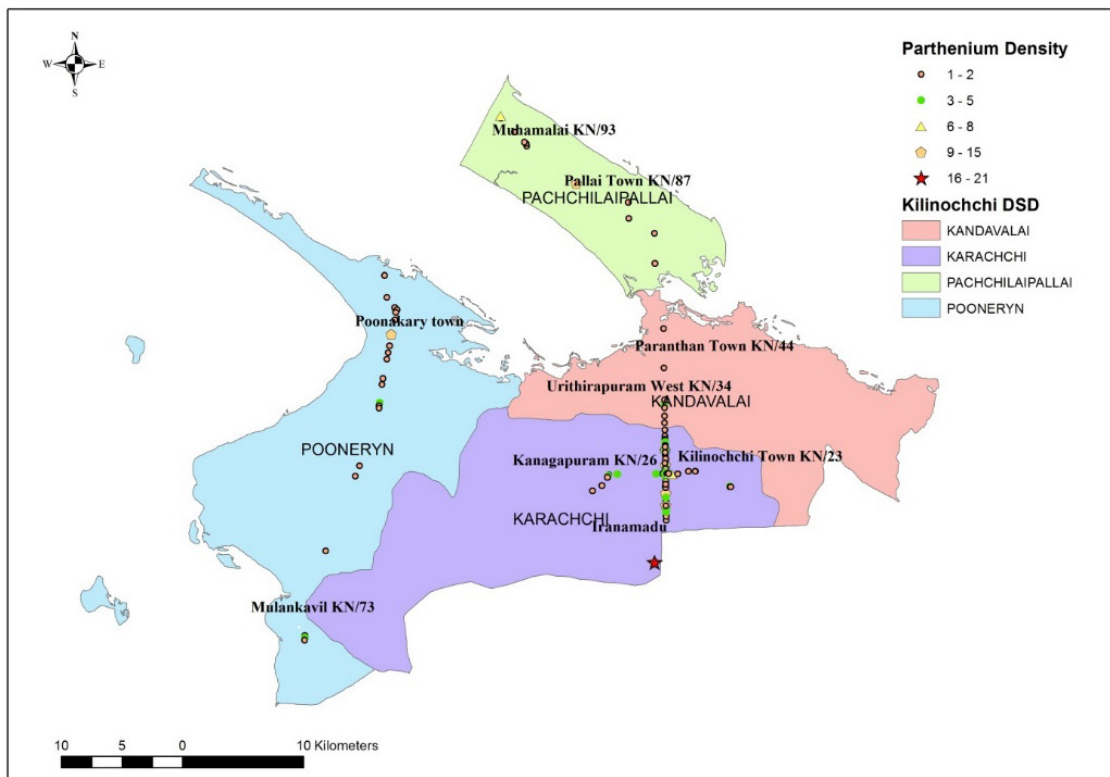 N
W E
S
Parthenium Density
1 - 2
3 - 5
6 - 8
9 - 15
16 - 21
Kilinochchi DSD
KANDAVALAI
KARACHCHI
PACHCHILAIPALLAI
POONERYN
Muhamalai KN/93
Pallai Town KN/87
PACHCHILAIPALLAI
Poonakary town
Paranthan Town KN/44
Urithirapuram West KN/34
KANDAVALAI
POONERYN
Kanagapuram KN/26
Kilinochchi Town KN/23
KARACHCHI
Iranamadu
Mulankavil KN/73
10 5 0 10 Kilometers